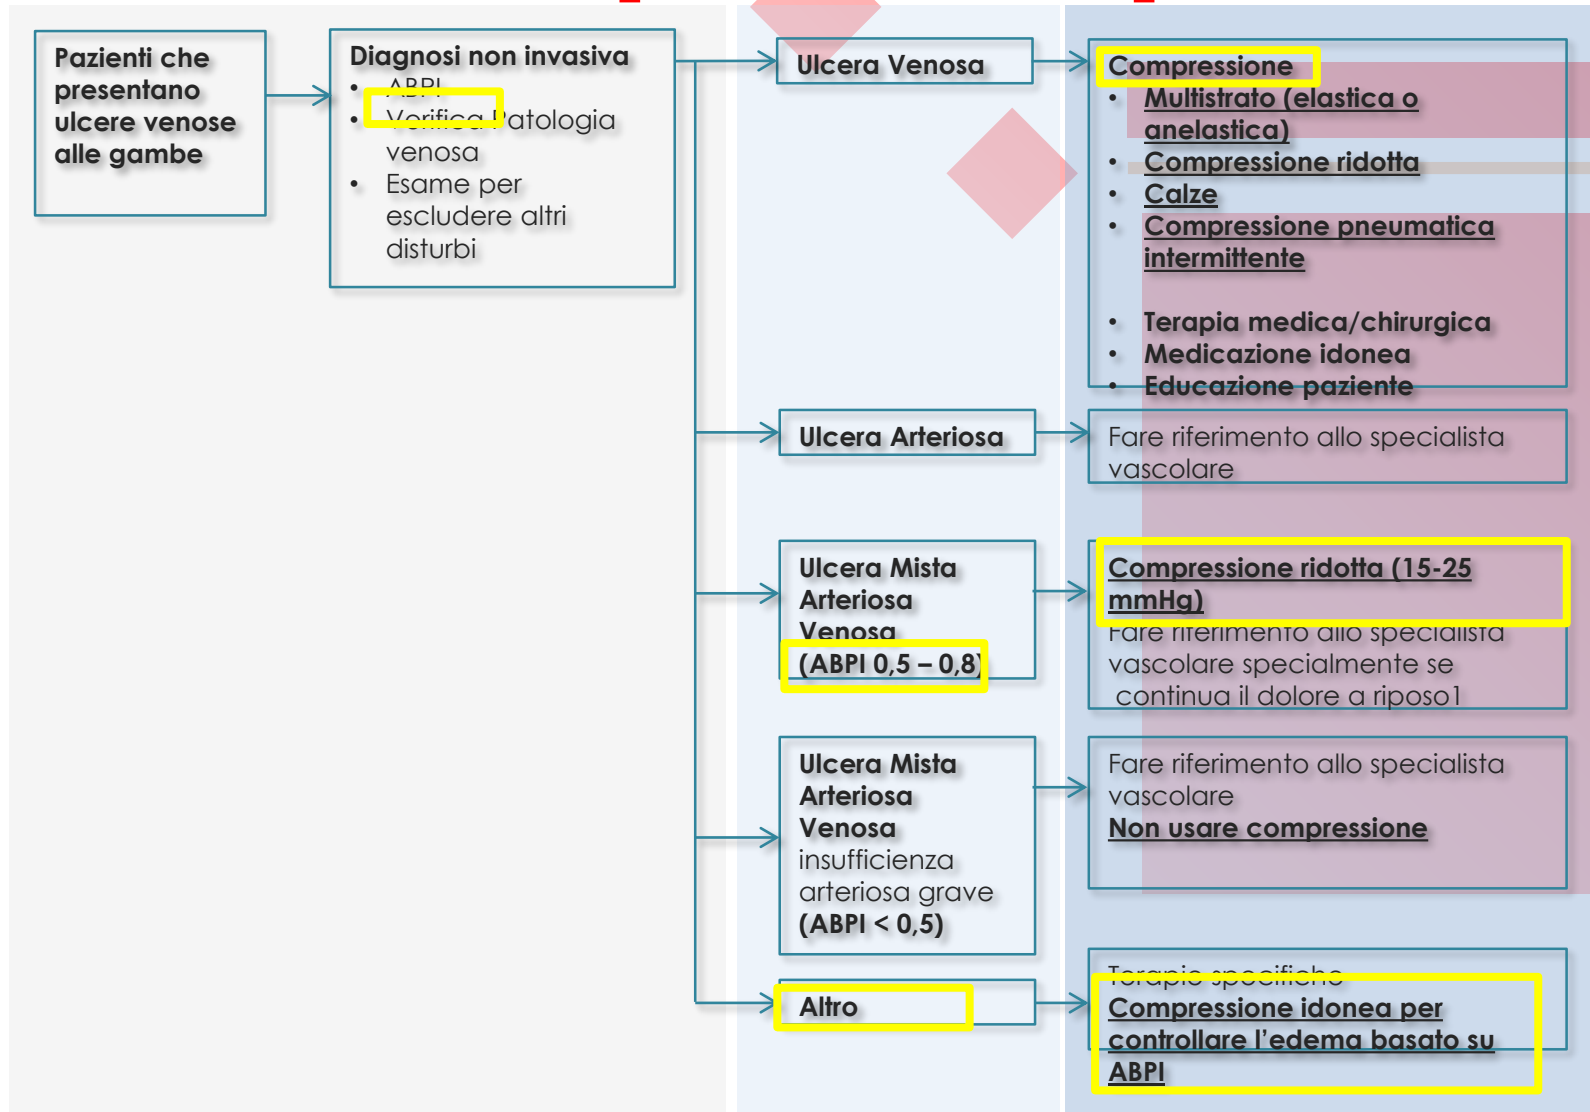 Pazienti che
presentano
ulcere venose
alle gambe
Diagnosi non invasiva
• ABPI
• Verifica Patologia
venosa
• Esame per
escludere altri
disturbi
Ulcera Venosa
Compressione
• Multistrato (elastica o
anelastica)
• Compressione ridotta
• Calze
• Compressione pneumatica
intermittente
• Terapia medica/chirurgica
• Medicazione idonea
• Educazione paziente
Ulcera Arteriosa
Fare riferimento allo specialista
vascolare
Ulcera Mista
Arteriosa
Venosa
(ABPI 0,5 – 0,8)
Compressione ridotta (15-25
mmHg)
Fare riferimento allo specialista
vascolare specialmente se
continua il dolore a riposo1
Ulcera Mista
Arteriosa
Venosa
insufficienza
arteriosa grave
(ABPI < 0,5)
Fare riferimento allo specialista
vascolare
Non usare compressione
Altro
Terapie specifiche
Compressione idonea per
controllare l’edema basato su
ABPI